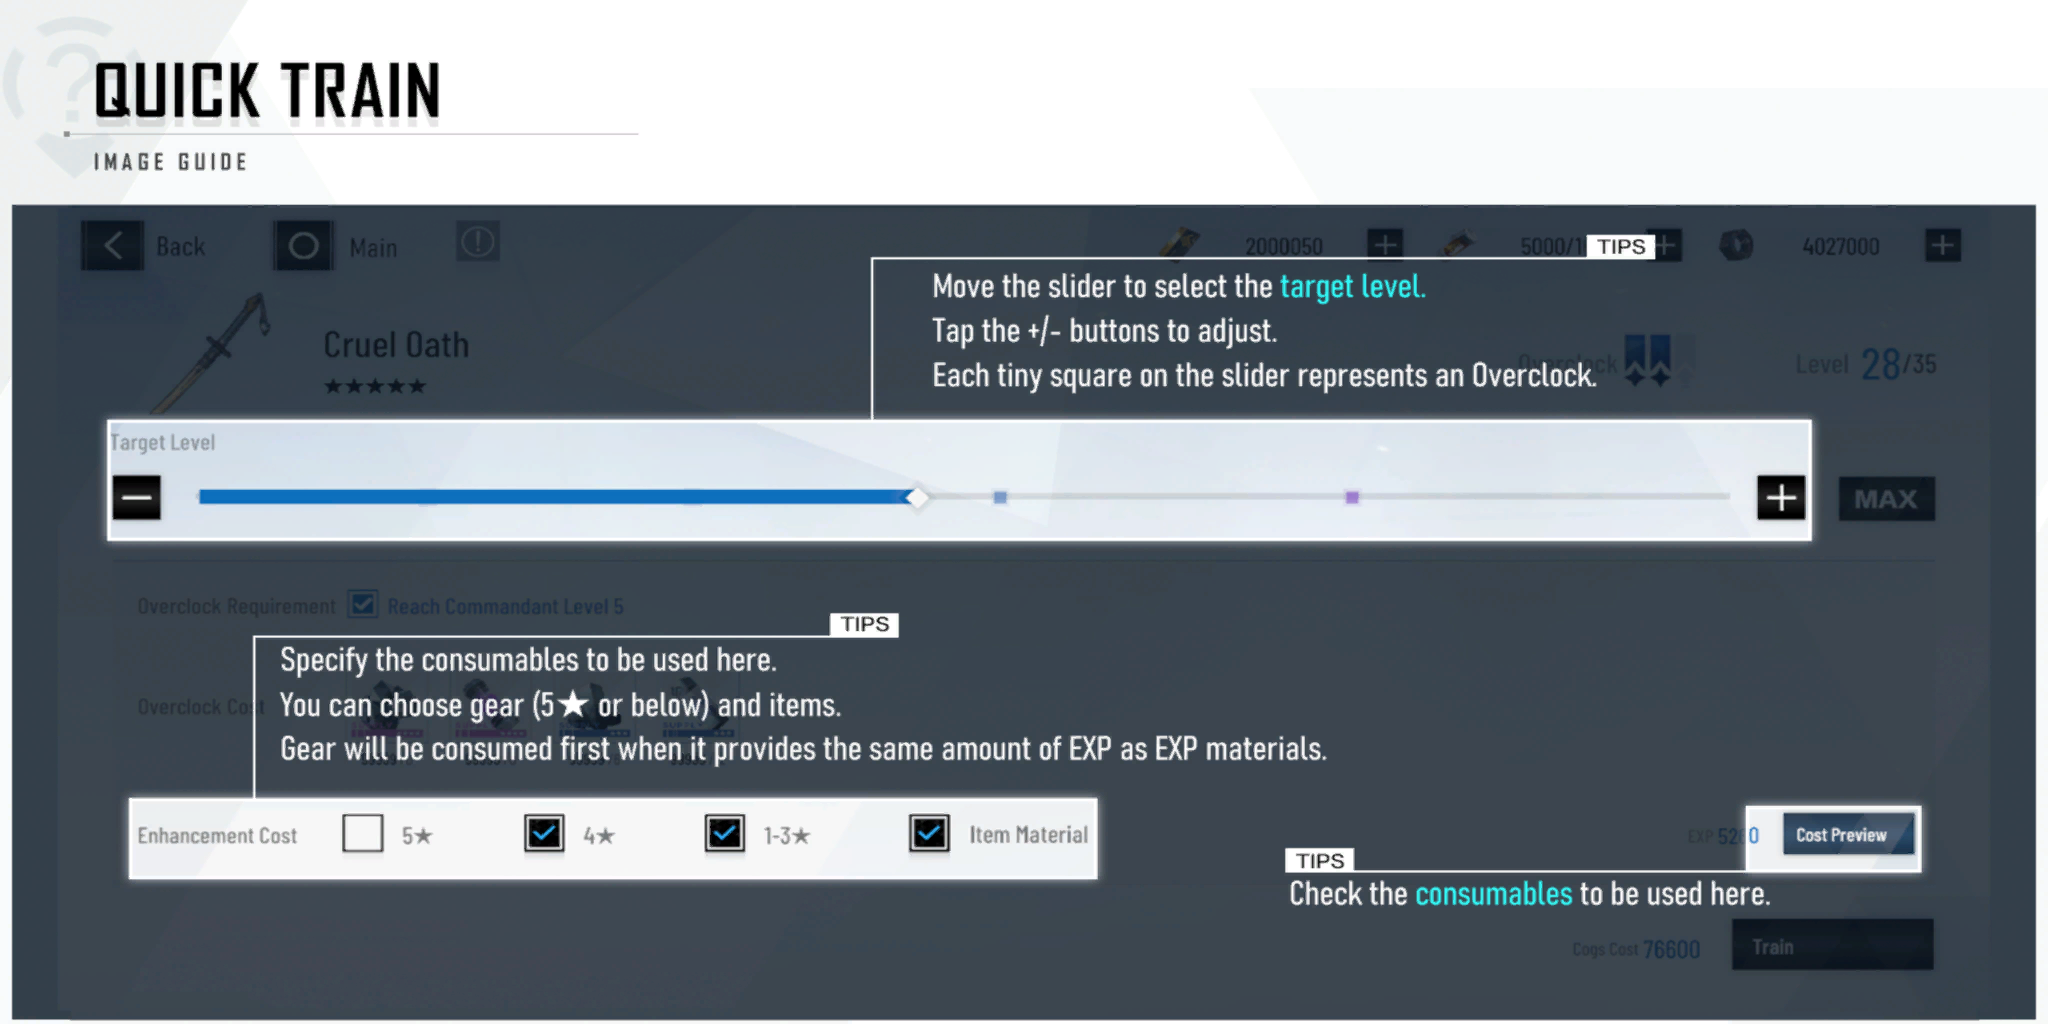 QUICK TRAIN
IMAGE GUIDE
Back
Main
2000050
5000/1
4027000
TIPS
Move the slider to select the target level.
Tap the +/- buttons to adjust.
Each tiny square on the slider represents an Overclock.
Cruel Oath
★★★★★
Overclock
Level 28/35
Target Level
MAX
Overclock Requirement Reach Commandant Level 5
TIPS
Specify the consumables to be used here.
You can choose gear (5★ or below) and items.
Gear will be consumed first when it provides the same amount of EXP as EXP materials.
Overclock Cost
Enhancement Cost 5★ 4★ 1-3★ Item Material
EXP
Cost Preview
TIPS
Check the consumables to be used here.
Cogs Cost 76600
Train